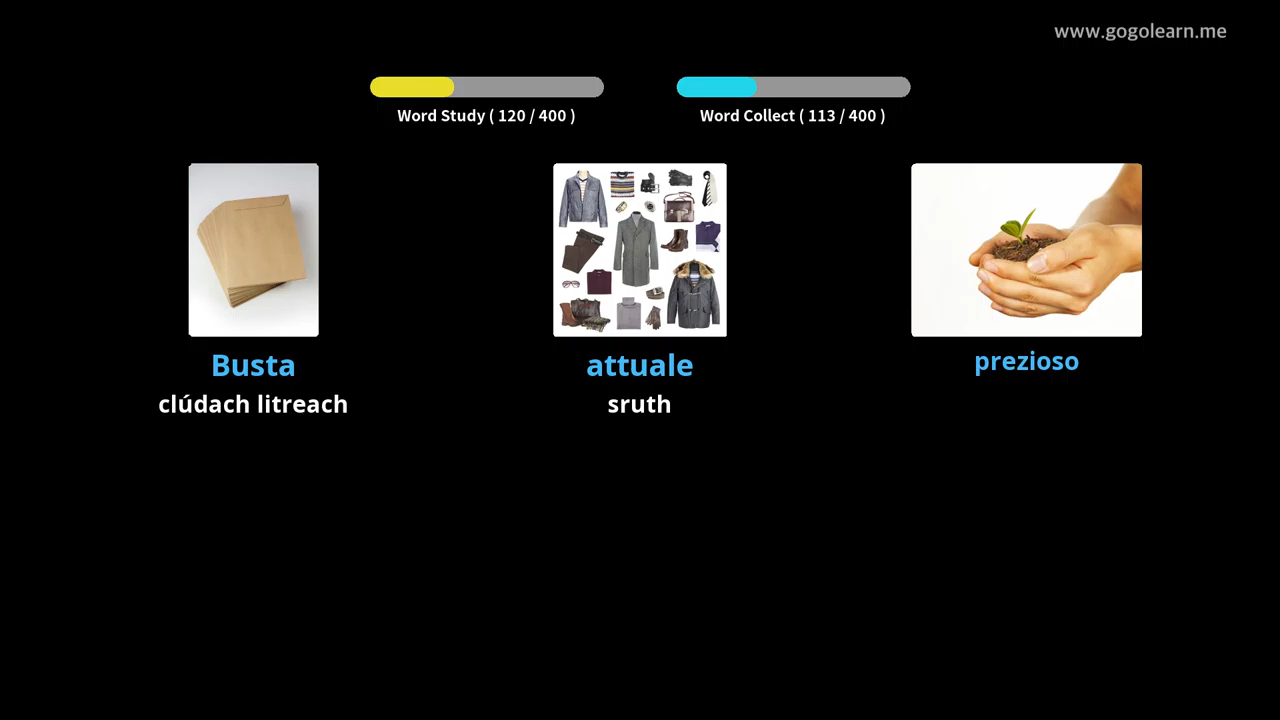 www.gogolearn.me
Word Study ( 120 / 400 )
Word Collect ( 113 / 400 )
Busta
attuale
prezioso
clúdach litreach
sruth